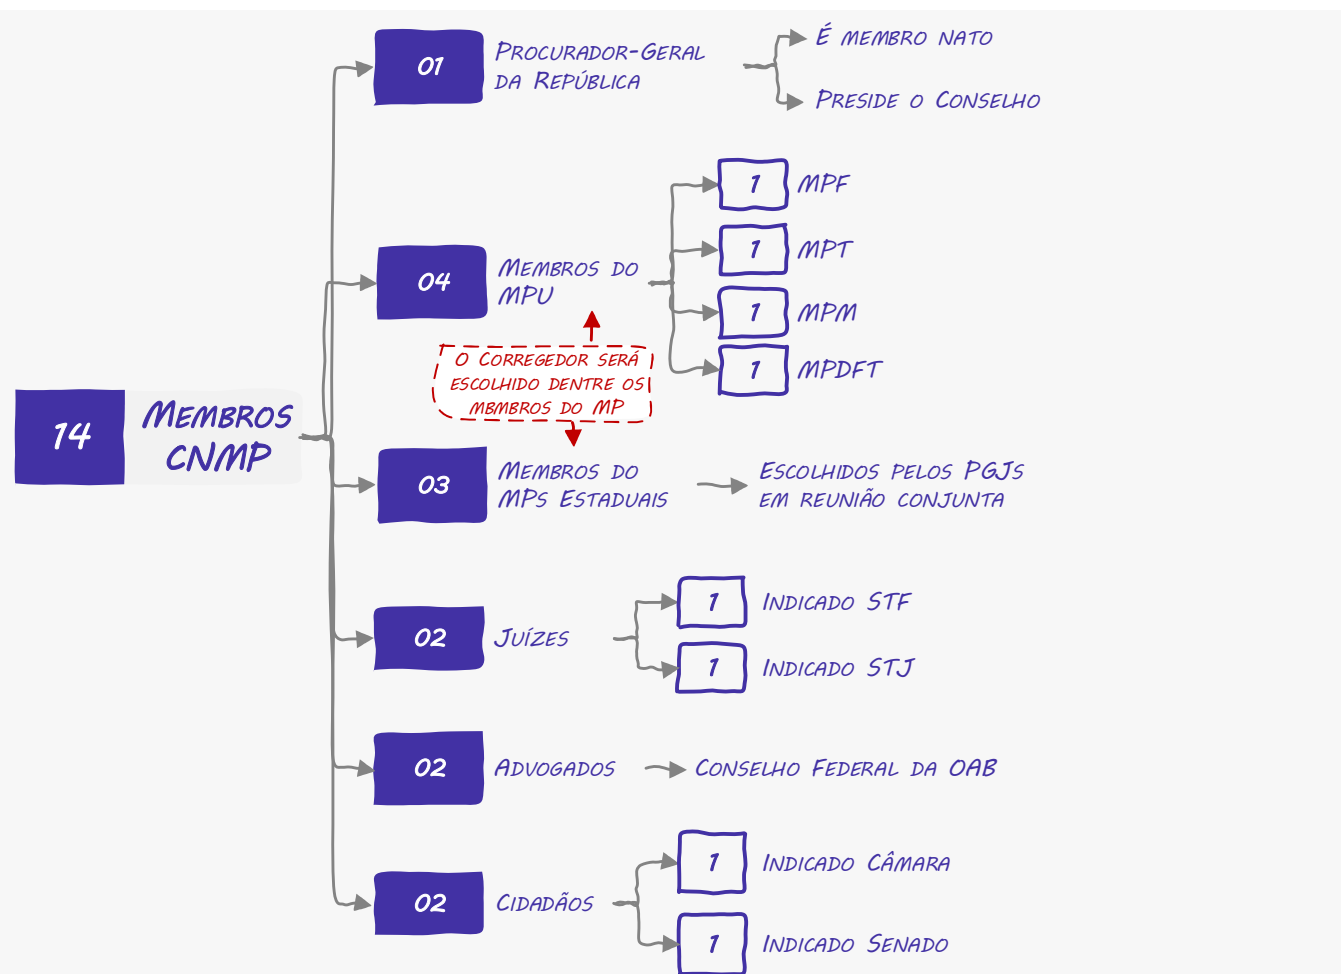 01
Procurador-Geral
da República
É membro nato
Preside o Conselho
04
Membros do
MPU
1
MPF
1
MPT
1
MPM
1
MPDFT
O Corregedor será
escolhido dentre os
mbmbros do MP
14
Membros
CNMP
03
Membros do
MPs Estaduais
Escolhidos pelos PGJs
em reunião conjunta
02
Juízes
1
Indicado STF
1
Indicado STJ
02
Advogados
Conselho Federal da OAB
02
Cidadãos
1
Indicado Câmara
1
Indicado Senado